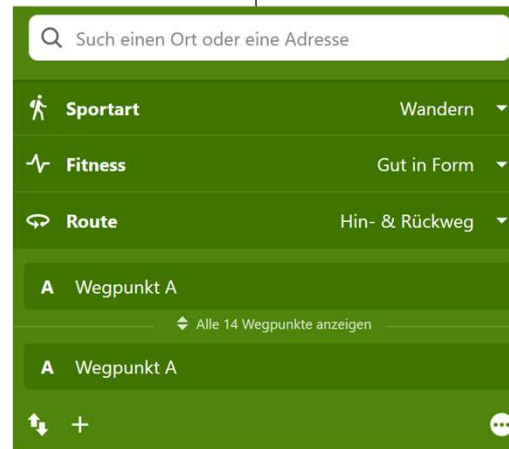 Such einen Ort oder eine Adresse
Sportart Wandern
Fitness Gut in Form
Route Hin- & Rückweg
A Wegpunkt A
Alle 14 Wegpunkte anzeigen
A Wegpunkt A